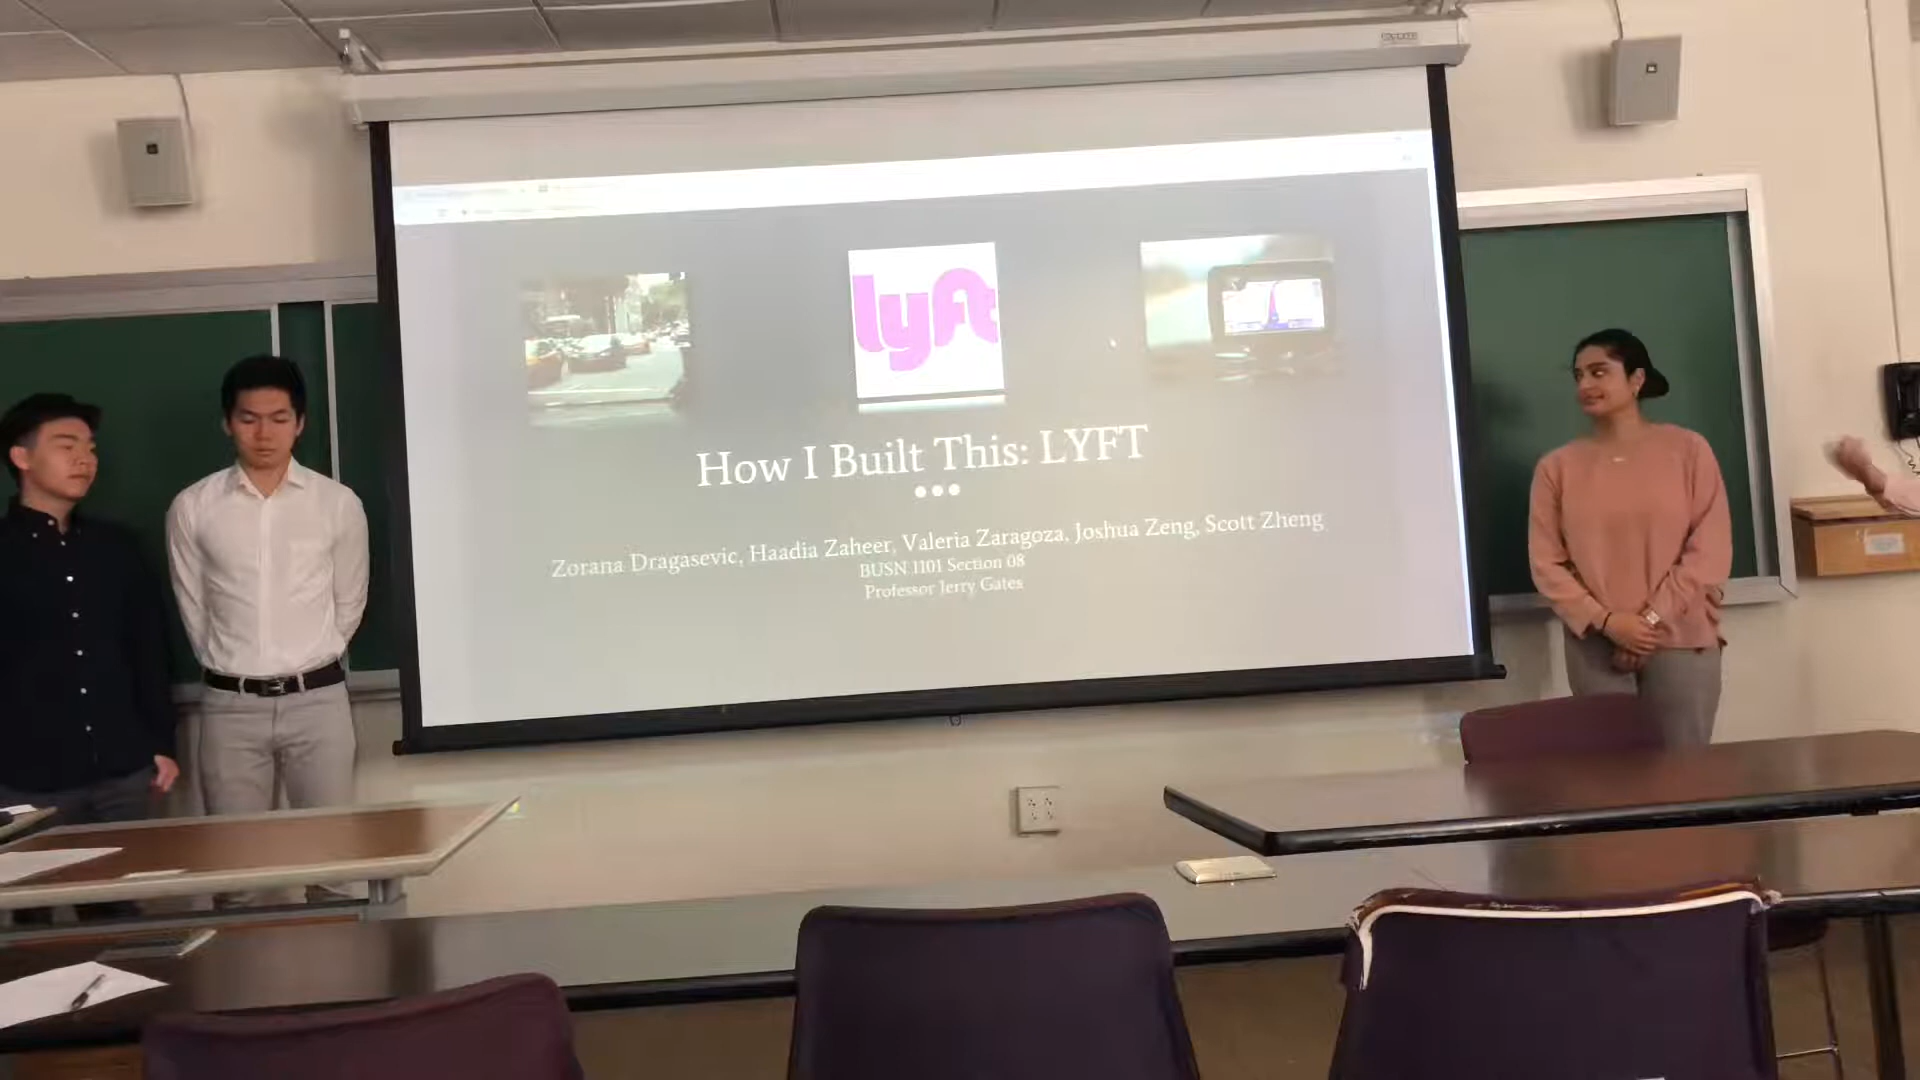 lyft
How I Built This: LYFT
Zorana Dragasevic, Haadia Zaheer, Valeria Zaragoza, Joshua Zeng, Scott Zheng
BUSN 1101 Section 08
Professor Jerry Gates